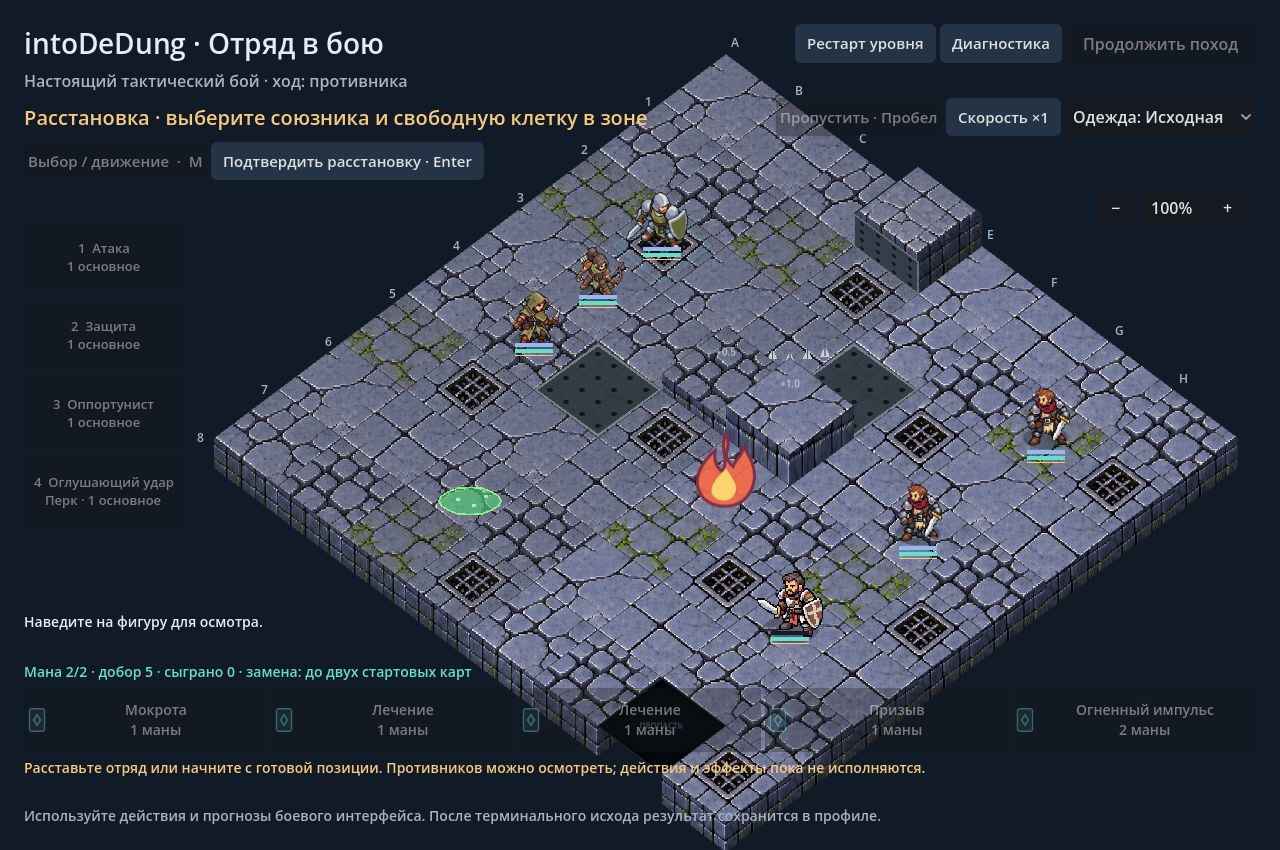 intoDeDung · Отряд в бою
Рестарт уровня
Диагностика
Продолжить поход
Настоящий тактический бой · ход: противника
Расстановка · выберите союзника и свободную клетку в зоне
Пропустить · Пробел
Скорость ×1
Одежда: Исходная
Выбор / движение · M
Подтвердить расстановку · Enter
− 100% +
A
B
C
E
F
G
H
1
2
3
4
5
6
7
8
1 Атака
1 основное
2 Защита
1 основное
3 Оппортунист
1 основное
4 Оглушающий удар
Перк · 1 основное
+0.5
+1.0
Наведите на фигуру для осмотра.
Мана 2/2 · добор 5 · сыграно 0 · замена: до двух стартовых карт
Мокрота
1 маны
Лечение
1 маны
Лечение
1 маны
Призыв
1 маны
Огненный импульс
2 маны
ПРОПАСТЬ
Расставьте отряд или начните с готовой позиции. Противников можно осмотреть; действия и эффекты пока не исполняются.
Используйте действия и прогнозы боевого интерфейса. После терминального исхода результат сохранится в профиле.